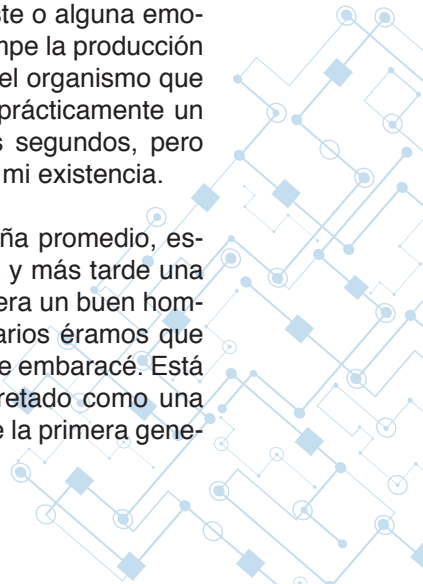 ste o alguna emo-
mpe la producción
el organismo que
prácticamente un
s segundos, pero
mi existencia.
ña promedio, es-
y más tarde una
era un buen hom-
arios éramos que
e embaracé. Está
retado como una
e la primera gene-